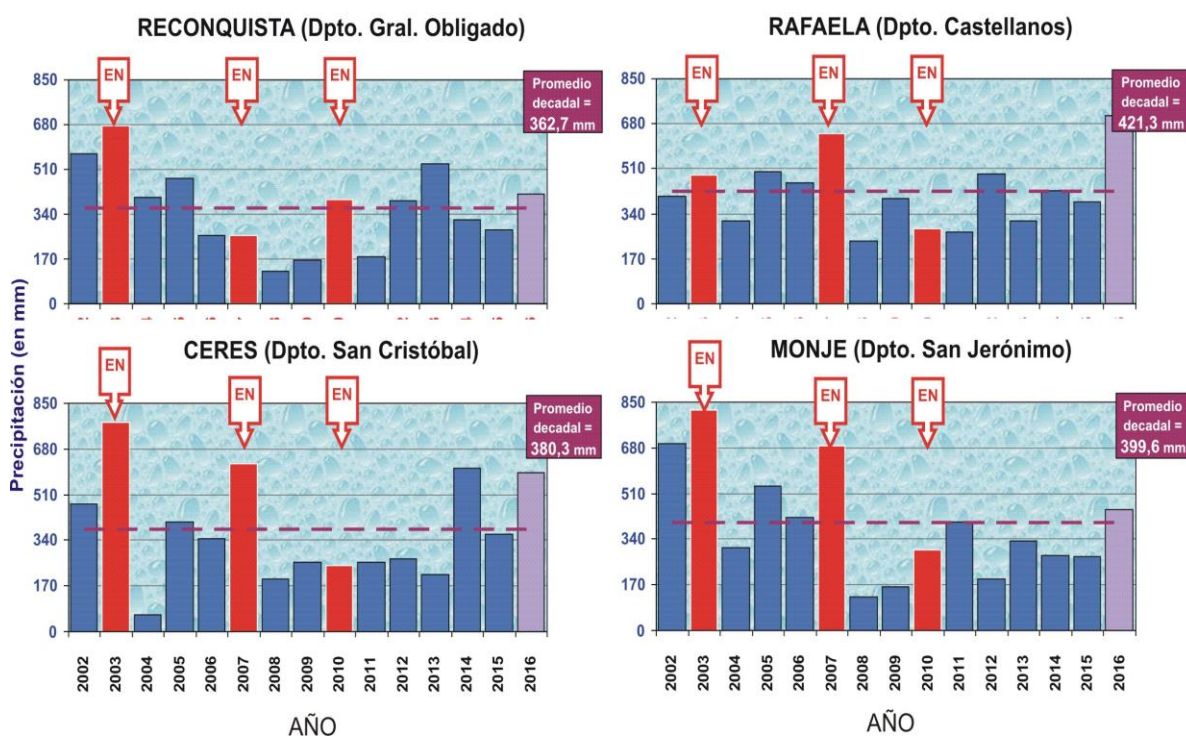 RECONQUISTA (Dpto. Gral. Obligado)
EN
EN
EN
Promedio
decadal =
362,7 mm
850
680
510
340
170
0
RAFAELA (Dpto. Castellanos)
EN
EN
EN
Promedio
decadal =
421,3 mm
850
680
510
340
170
0
Precipitación (en mm)
CERES (Dpto. San Cristóbal)
EN
EN
EN
Promedio
decadal =
380,3 mm
850
680
510
340
170
0
2002 2003 2004 2005 2006 2007 2008 2009 2010 2011 2012 2013 2014 2015 2016
AÑO
MONJE (Dpto. San Jerónimo)
EN
EN
EN
Promedio
decadal =
399,6 mm
850
680
510
340
170
0
2002 2003 2004 2005 2006 2007 2008 2009 2010 2011 2012 2013 2014 2015 2016
AÑO